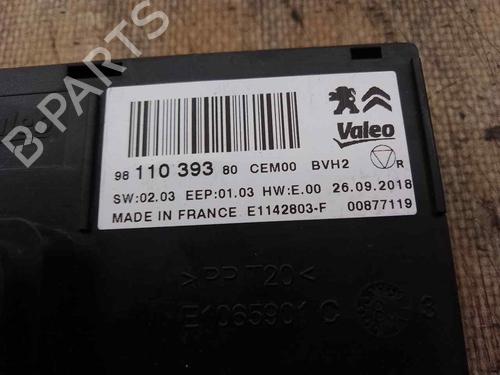 Valeo
98 110 393 80 CEM00 BVH2 R
SW:02.03 EEP:01.03 HW:E.00 26.09.2018
MADE IN FRANCE E1142803-F 00877119
>PP T20<
E1065901 C 3
B-PARTS